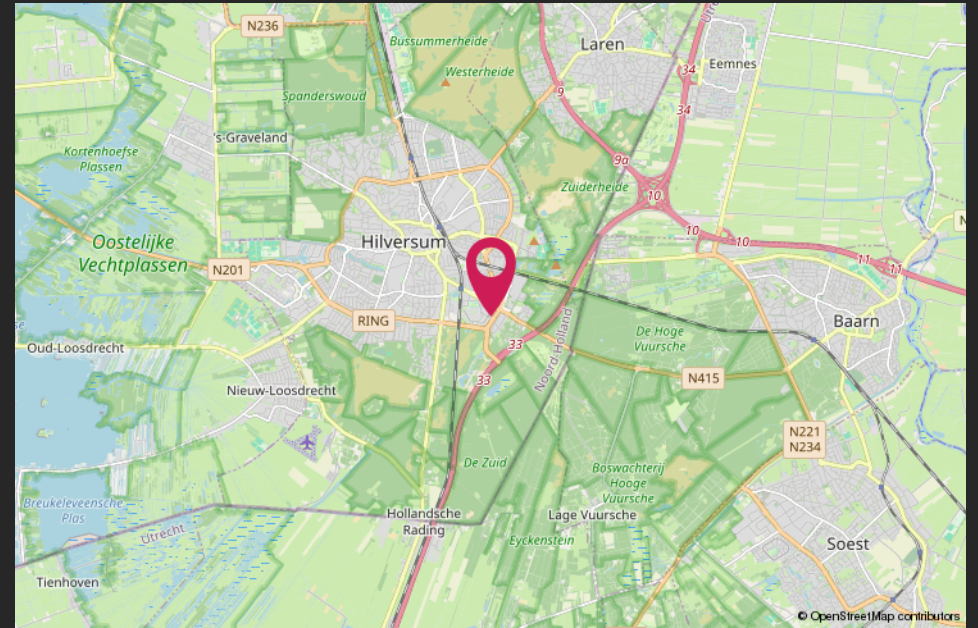 N236
Bussummerheide
Laren
Utre
Westerheide
34
Eemnes
9
Spanderswoud
34
's-Graveland
Kortenhoefse
Plassen
9a
Zuiderheide
10
N
Oostelijke
Vechtplassen
Hilversum
10
10
N201
11
11
RING
Baarn
Oud-Loosdrecht
33
De Hoge
Vuursche
Noord-Holland
33
N415
Nieuw-Loosdrecht
N221
N234
De Zuid
Boswachterij
Hooge
Vuursche
Breukeleveensche
Plas
Hollandsche
Rading
Lage Vuursche
Utrecht
Eyckenstein
Soest
Tienhoven
© OpenStreetMap contributors